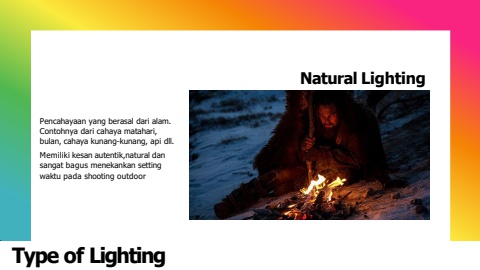 Natural Lighting
Pencahayaan yang berasal dari alam.
Contohnya dari cahaya matahari,
bulan, cahaya kunang-kunang, api dll.
Memiliki kesan autentik,natural dan
sangat bagus menekankan setting
waktu pada shooting outdoor
Type of Lighting